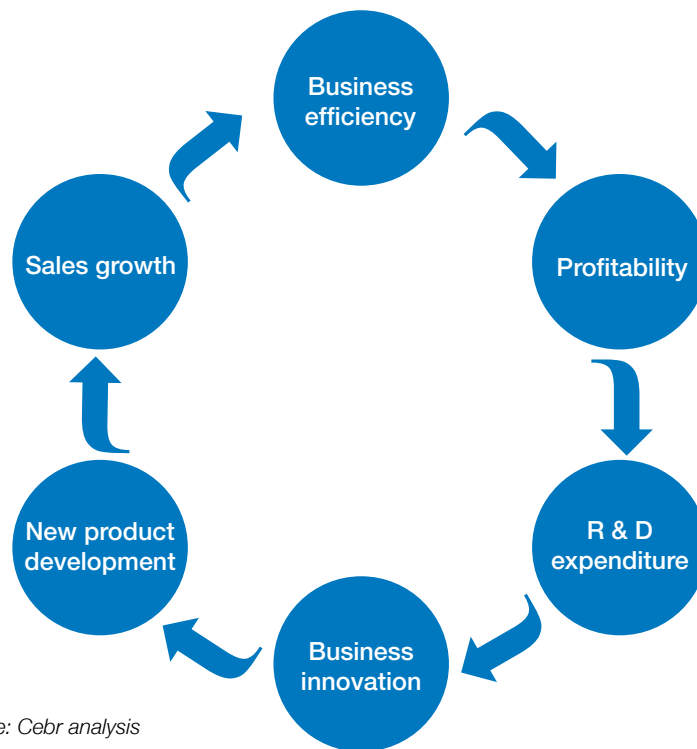 Business
efficiency
Profitability
R & D
expenditure
Business
innovation
New product
development
Sales growth
e: Cebr analysis